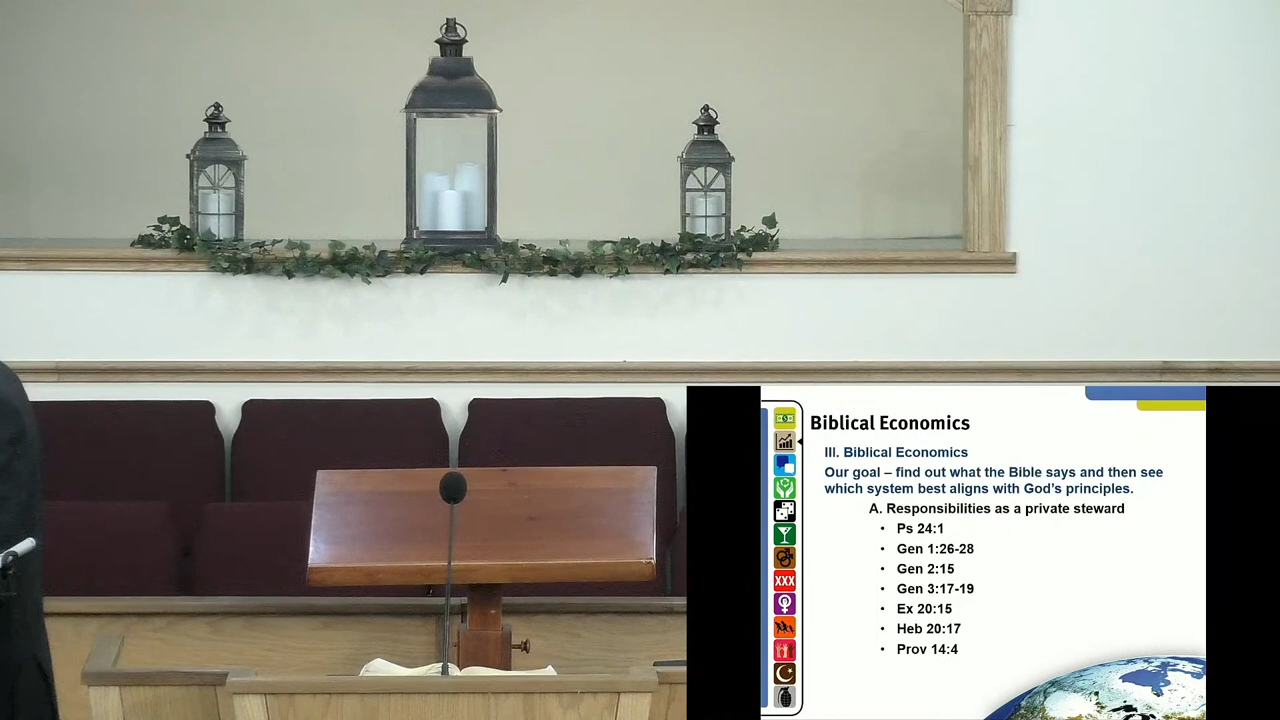 Biblical Economics
III. Biblical Economics
Our goal – find out what the Bible says and then see
which system best aligns with God's principles.
A. Responsibilities as a private steward
• Ps 24:1
• Gen 1:26-28
• Gen 2:15
• Gen 3:17-19
• Ex 20:15
• Heb 20:17
• Prov 14:4
XXX